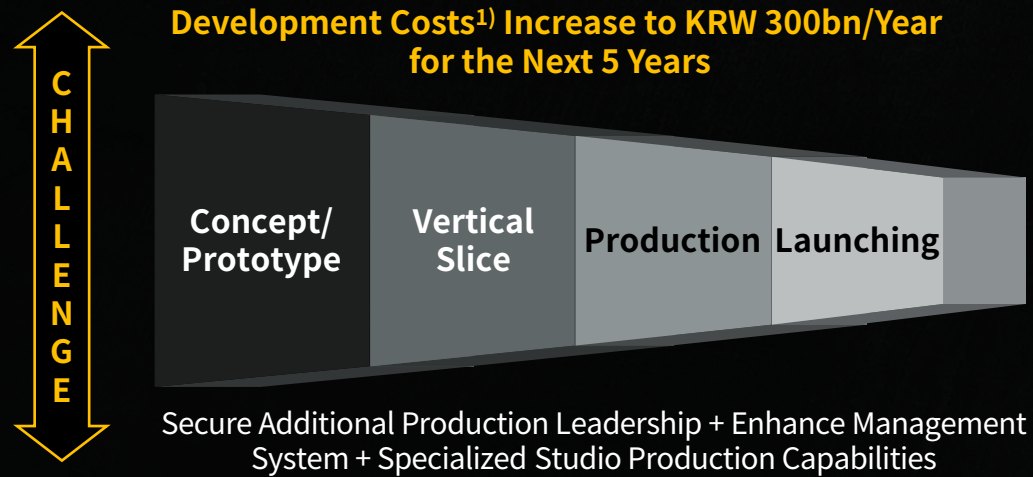 Development Costs1) Increase to KRW 300bn/Year
for the Next 5 Years
CHALLENGE
Concept/
Prototype
Vertical
Slice
Production
Launching
Secure Additional Production Leadership + Enhance Management
System + Specialized Studio Production Capabilities